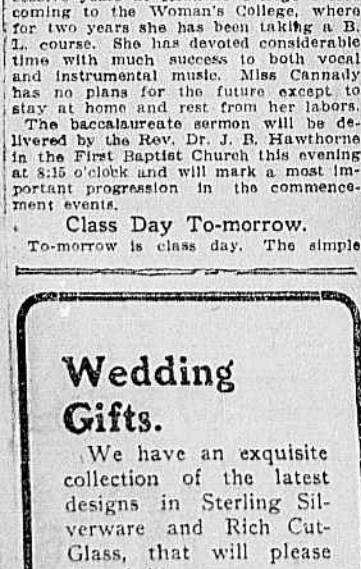 coming to the Woman's College, where
for two years she has been taking a B.
L. course. She has devoted considerable
time with much success to both vocal
and instrumental music. Miss Cannady
has no plans for the future except to
stay at home and rest from her labors.
The baccalaureate sermon will be de-
livered by the Rev. Dr. J. B. Hawthorne
in the First Baptist Church this evening
at 8:15 o'clock and will mark a most im-
portant progression in the commence-
ment events.
Class Day To-morrow.
To-morrow is class day. The simple
Wedding
Gifts.
We have an exquisite
collection of the latest
designs in Sterling Sil-
verware and Rich Cut-
Glass, that will please